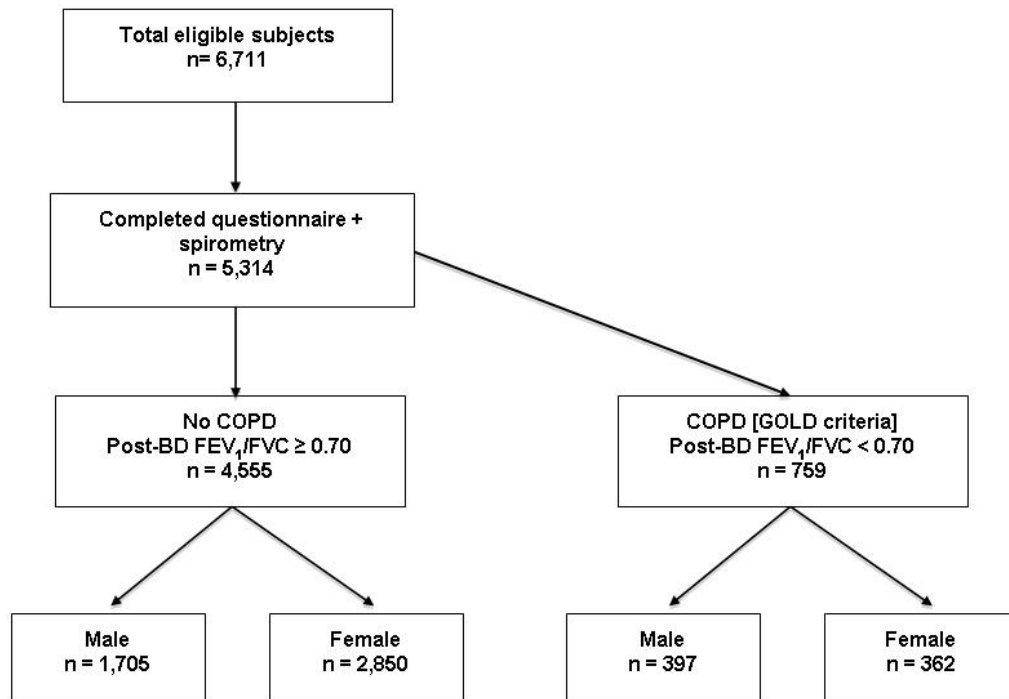 Total eligible subjects
n= 6,711
Completed questionnaire +
spirometry
n = 5,314
No COPD
Post-BD FEV₁/FVC ≥ 0.70
n = 4,555
COPD [GOLD criteria]
Post-BD FEV₁/FVC < 0.70
n = 759
Male
n = 1,705
Female
n = 2,850
Male
n = 397
Female
n = 362